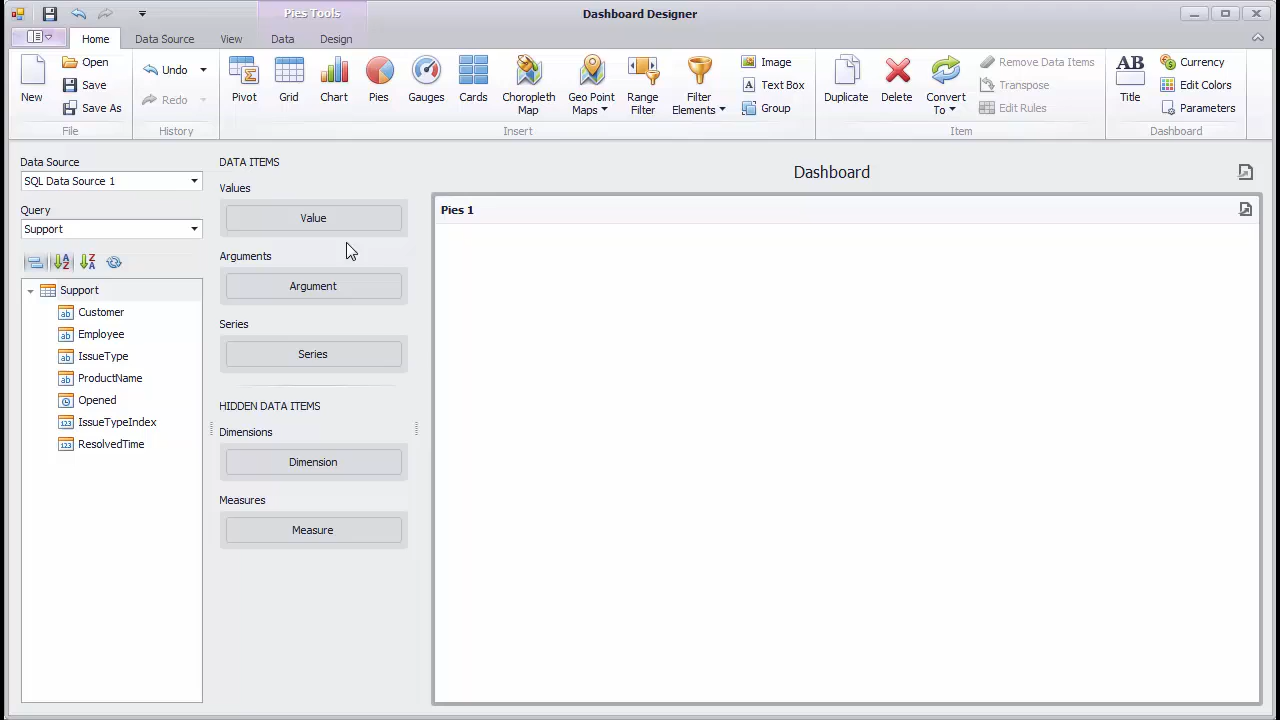 Pies Tools
Dashboard Designer
Home
Data Source
View
Data
Design
New
Open
Save
Save As
File
Undo
Redo
History
Pivot
Grid
Chart
Pies
Gauges
Cards
Choropleth
Map
Geo Point
Maps
Range
Filter
Filter
Elements
Image
Text Box
Group
Insert
Duplicate
Delete
Convert
To
Remove Data Items
Transpose
Edit Rules
Item
AB
Title
Currency
Edit Colors
Parameters
Dashboard
Data Source
SQL Data Source 1
Query
Support
Support
Customer
Employee
IssueType
ProductName
Opened
IssueTypeIndex
ResolvedTime
DATA ITEMS
Values
Value
Arguments
Argument
Series
Series
HIDDEN DATA ITEMS
Dimensions
Dimension
Measures
Measure
Dashboard
Pies 1